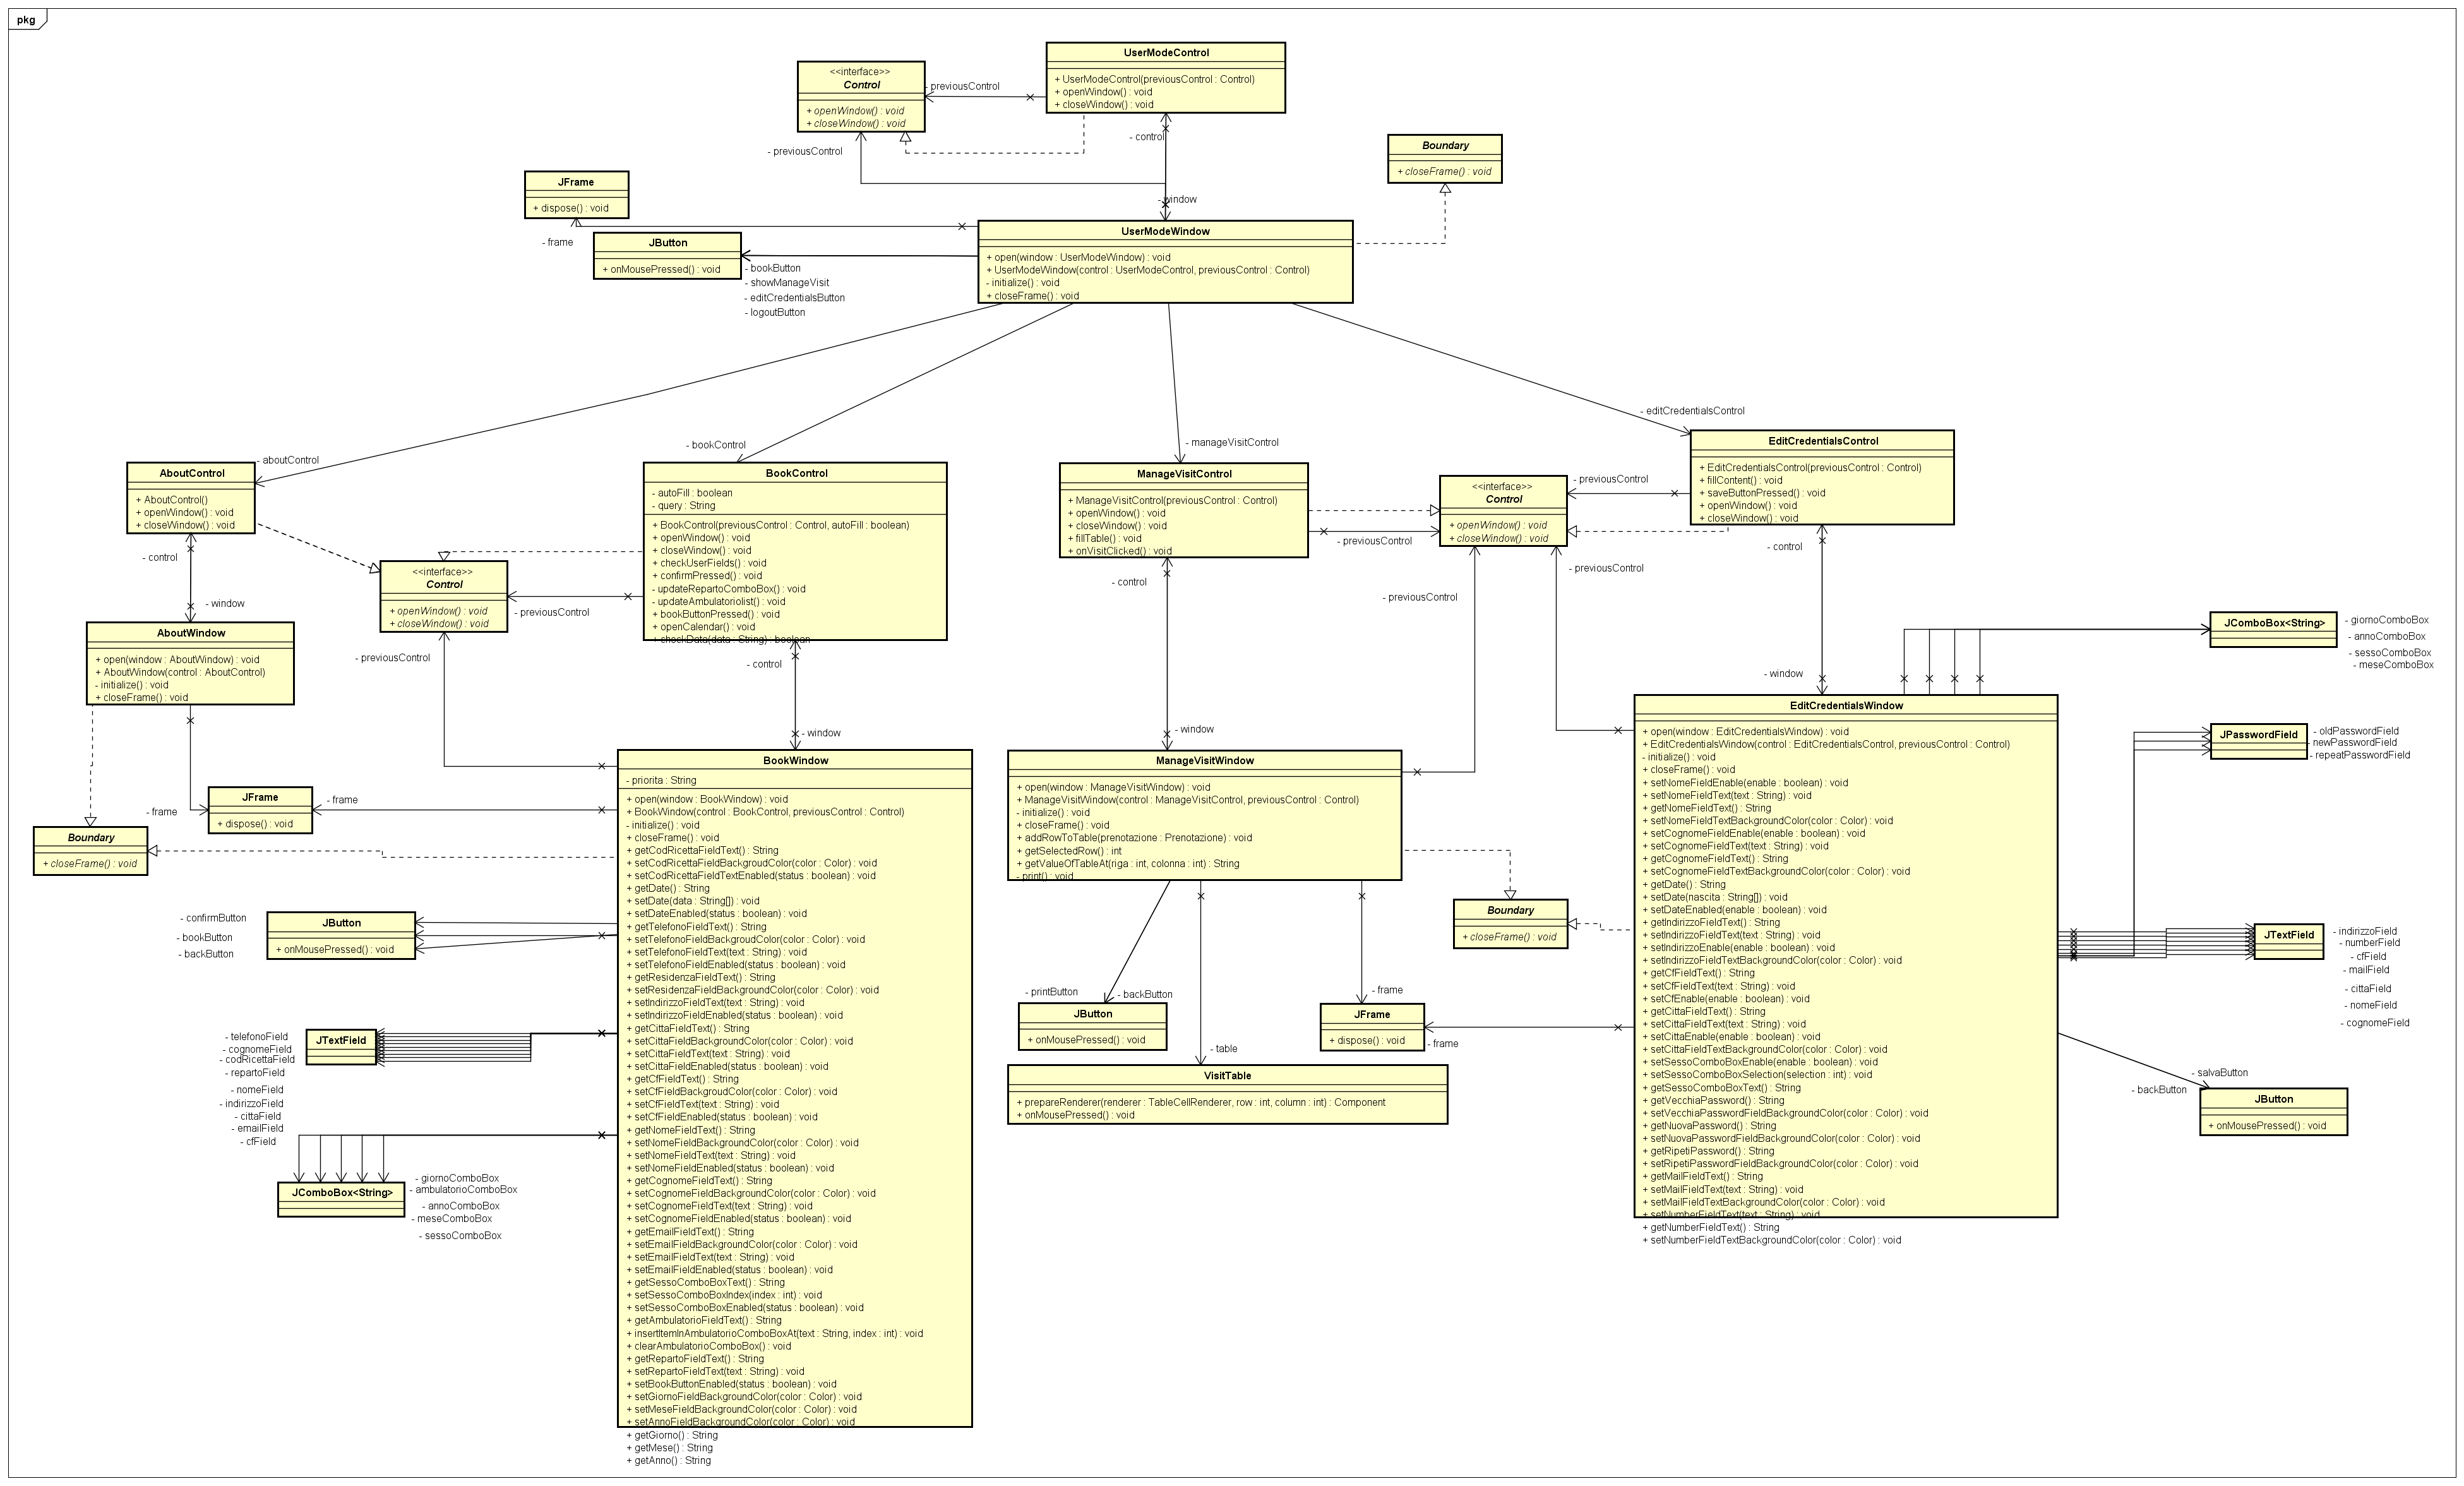 pkg
UserModeControl
+ UserModeControl(previousControl : Control)
+ openWindow() : void
+ closeWindow() : void
<<interface>>
Control
+ openWindow() : void
+ closeWindow() : void
- previousControl
- control
- previousControl
- window
Boundary
+ closeFrame() : void
JFrame
+ dispose() : void
- frame
JButton
+ onMousePressed() : void
- bookButton
- showManageVisit
- editCredentialsButton
- logoutButton
UserModeWindow
+ open(window : UserModeWindow) : void
+ UserModeWindow(control : UserModeControl, previousControl : Control)
- initialize() : void
+ closeFrame() : void
- aboutControl
- bookControl
- manageVisitControl
- editCredentialsControl
AboutControl
+ AboutControl()
+ openWindow() : void
+ closeWindow() : void
- control
- window
AboutWindow
+ open(window : AboutWindow) : void
+ AboutWindow(control : AboutControl)
- initialize() : void
+ closeFrame() : void
<<interface>>
Control
+ openWindow() : void
+ closeWindow() : void
- previousControl
- previousControl
BookControl
- autoFill : boolean
- query : String
+ BookControl(previousControl : Control, autoFill : boolean)
+ openWindow() : void
+ closeWindow() : void
+ checkUserFields() : void
+ confirmPressed() : void
- updateRepartoComboBox() : void
- updateAmbulatoriolist() : void
+ bookButtonPressed() : void
+ openCalendar() : void
+ checkData(data : String) : boolean
- control
- window
ManageVisitControl
+ ManageVisitControl(previousControl : Control)
+ openWindow() : void
+ closeWindow() : void
+ fillTable() : void
+ onVisitClicked() : void
- control
- window
<<interface>>
Control
+ openWindow() : void
+ closeWindow() : void
- previousControl
- previousControl
- previousControl
- previousControl
EditCredentialsControl
+ EditCredentialsControl(previousControl : Control)
+ fillContent() : void
+ saveButtonPressed() : void
+ openWindow() : void
+ closeWindow() : void
- control
- window
JComboBox<String>
- giornoComboBox
- annoComboBox
- sessoComboBox
- meseComboBox
JPasswordField
- oldPasswordField
- newPasswordField
- repeatPasswordField
JTextField
- indirizzoField
- numberField
- cfField
- mailField
- cittaField
- nomeField
- cognomeField
- salvaButton
- backButton
JButton
+ onMousePressed() : void
JFrame
+ dispose() : void
- frame
- frame
Boundary
+ closeFrame() : void
JButton
+ onMousePressed() : void
- confirmButton
- bookButton
- backButton
JTextField
- telefonoField
- cognomeField
- codRicettaField
- repartoField
- nomeField
- indirizzoField
- cittaField
- emailField
- cfField
JComboBox<String>
- giornoComboBox
- ambulatorioComboBox
- annoComboBox
- meseComboBox
- sessoComboBox
BookWindow
- priorita : String
+ open(window : BookWindow) : void
+ BookWindow(control : BookControl, previousControl : Control)
- initialize() : void
+ closeFrame() : void
+ getCodRicettaFieldText() : String
+ setCodRicettaFieldBackgroudColor(color : Color) : void
+ setCodRicettaFieldTextEnabled(status : boolean) : void
+ getDate() : String
+ setDate(data : String[]) : void
+ setDateEnabled(status : boolean) : void
+ getTelefonoFieldText() : String
+ setTelefonoFieldBackgroudColor(color : Color) : void
+ setTelefonoFieldText(text : String) : void
+ setTelefonoFieldEnabled(status : boolean) : void
+ getResidenzaFieldText() : String
+ setResidenzaFieldBackgroundColor(color : Color) : void
+ setIndirizzoFieldText(text : String) : void
+ setIndirizzoFieldEnabled(status : boolean) : void
+ getCittaFieldText() : String
+ setCittaFieldBackgroundColor(color : Color) : void
+ setCittaFieldText(text : String) : void
+ setCittaFieldEnabled(status : boolean) : void
+ getCfFieldText() : String
+ setCfFieldBackgroudColor(color : Color) : void
+ setCfFieldText(text : String) : void
+ setCfFieldEnabled(status : boolean) : void
+ getNomeFieldText() : String
+ setNomeFieldBackgroundColor(color : Color) : void
+ setNomeFieldText(text : String) : void
+ setNomeFieldEnabled(status : boolean) : void
+ getCognomeFieldText() : String
+ setCognomeFieldBackgroundColor(color : Color) : void
+ setCognomeFieldText(text : String) : void
+ setCognomeFieldEnabled(status : boolean) : void
+ getEmailFieldText() : String
+ setEmailFieldBackgroundColor(color : Color) : void
+ setEmailFieldText(text : String) : void
+ setEmailFieldEnabled(status : boolean) : void
+ getSessoComboBoxText() : String
+ setSessoComboBoxIndex(index : int) : void
+ setSessoComboBoxEnabled(status : boolean) : void
+ getAmbulatorioFieldText() : String
+ insertItemInAmbulatorioComboBoxAt(text : String, index : int) : void
+ clearAmbulatorioComboBox() : void
+ getRepartoFieldText() : String
+ setRepartoFieldText(text : String) : void
+ setBookButtonEnabled(status : boolean) : void
+ setGiornoFieldBackgroundColor(color : Color) : void
+ setMeseFieldBackgroundColor(color : Color) : void
+ setAnnoFieldBackgroundColor(color : Color) : void
+ getGiorno() : String
+ getMese() : String
+ getAnno() : String
ManageVisitWindow
+ open(window : ManageVisitWindow) : void
+ ManageVisitWindow(control : ManageVisitControl, previousControl : Control)
- initialize() : void
+ closeFrame() : void
+ addRowToTable(prenotazione : Prenotazione) : void
+ getSelectedRow() : int
+ getValueOfTableAt(riga : int, colonna : int) : String
- print() : void
Boundary
+ closeFrame() : void
- printButton
- backButton
JButton
+ onMousePressed() : void
- frame
JFrame
+ dispose() : void
- frame
- table
VisitTable
+ prepareRenderer(renderer : TableCellRenderer, row : int, column : int) : Component
+ onMousePressed() : void
EditCredentialsWindow
+ open(window : EditCredentialsWindow) : void
+ EditCredentialsWindow(control : EditCredentialsControl, previousControl : Control)
- initialize() : void
+ closeFrame() : void
+ setNomeFieldEnable(enable : boolean) : void
+ setNomeFieldText(text : String) : void
+ getNomeFieldText() : String
+ setNomeFieldTextBackgroundColor(color : Color) : void
+ setCognomeFieldEnable(enable : boolean) : void
+ setCognomeFieldText(text : String) : void
+ getCognomeFieldText() : String
+ setCognomeFieldTextBackgroundColor(color : Color) : void
+ getDate() : String
+ setDate(nascita : String[]) : void
+ setDateEnabled(enable : boolean) : void
+ getIndirizzoFieldText() : String
+ setIndirizzoFieldText(text : String) : void
+ setIndirizzoEnable(enable : boolean) : void
+ setIndirizzoFieldTextBackgroundColor(color : Color) : void
+ getCfFieldText() : String
+ setCfFieldText(text : String) : void
+ setCfEnable(enable : boolean) : void
+ getCittaFieldText() : String
+ setCittaFieldText(text : String) : void
+ setCittaEnable(enable : boolean) : void
+ setCittaFieldTextBackgroundColor(color : Color) : void
+ setSessoComboBoxEnable(enable : boolean) : void
+ setSessoComboBoxSelection(selection : int) : void
+ getSessoComboBoxText() : String
+ getVecchiaPassword() : String
+ setVecchiaPasswordFieldBackgroundColor(color : Color) : void
+ getNuovaPassword() : String
+ setNuovaPasswordFieldBackgroundColor(color : Color) : void
+ getRipetiPassword() : String
+ setRipetiPasswordFieldBackgroundColor(color : Color) : void
+ getMailFieldText() : String
+ setMailFieldText(text : String) : void
+ setMailFieldTextBackgroundColor(color : Color) : void
+ setNumberFieldText(text : String) : void
+ getNumberFieldText() : String
+ setNumberFieldTextBackgroundColor(color : Color) : void